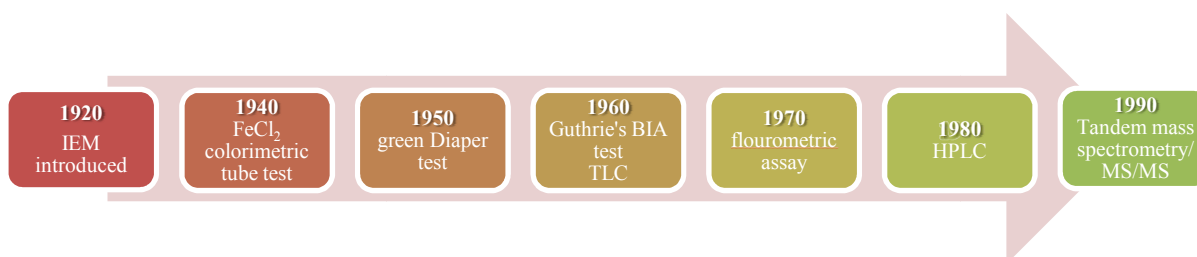 1920
IEM
introduced
1940
FeCl₂
colorimetric
tube test
1950
green Diaper
test
1960
Guthrie's BIA
test
TLC
1970
flourometric
assay
1980
HPLC
1990
Tandem mass
spectrometry/
MS/MS